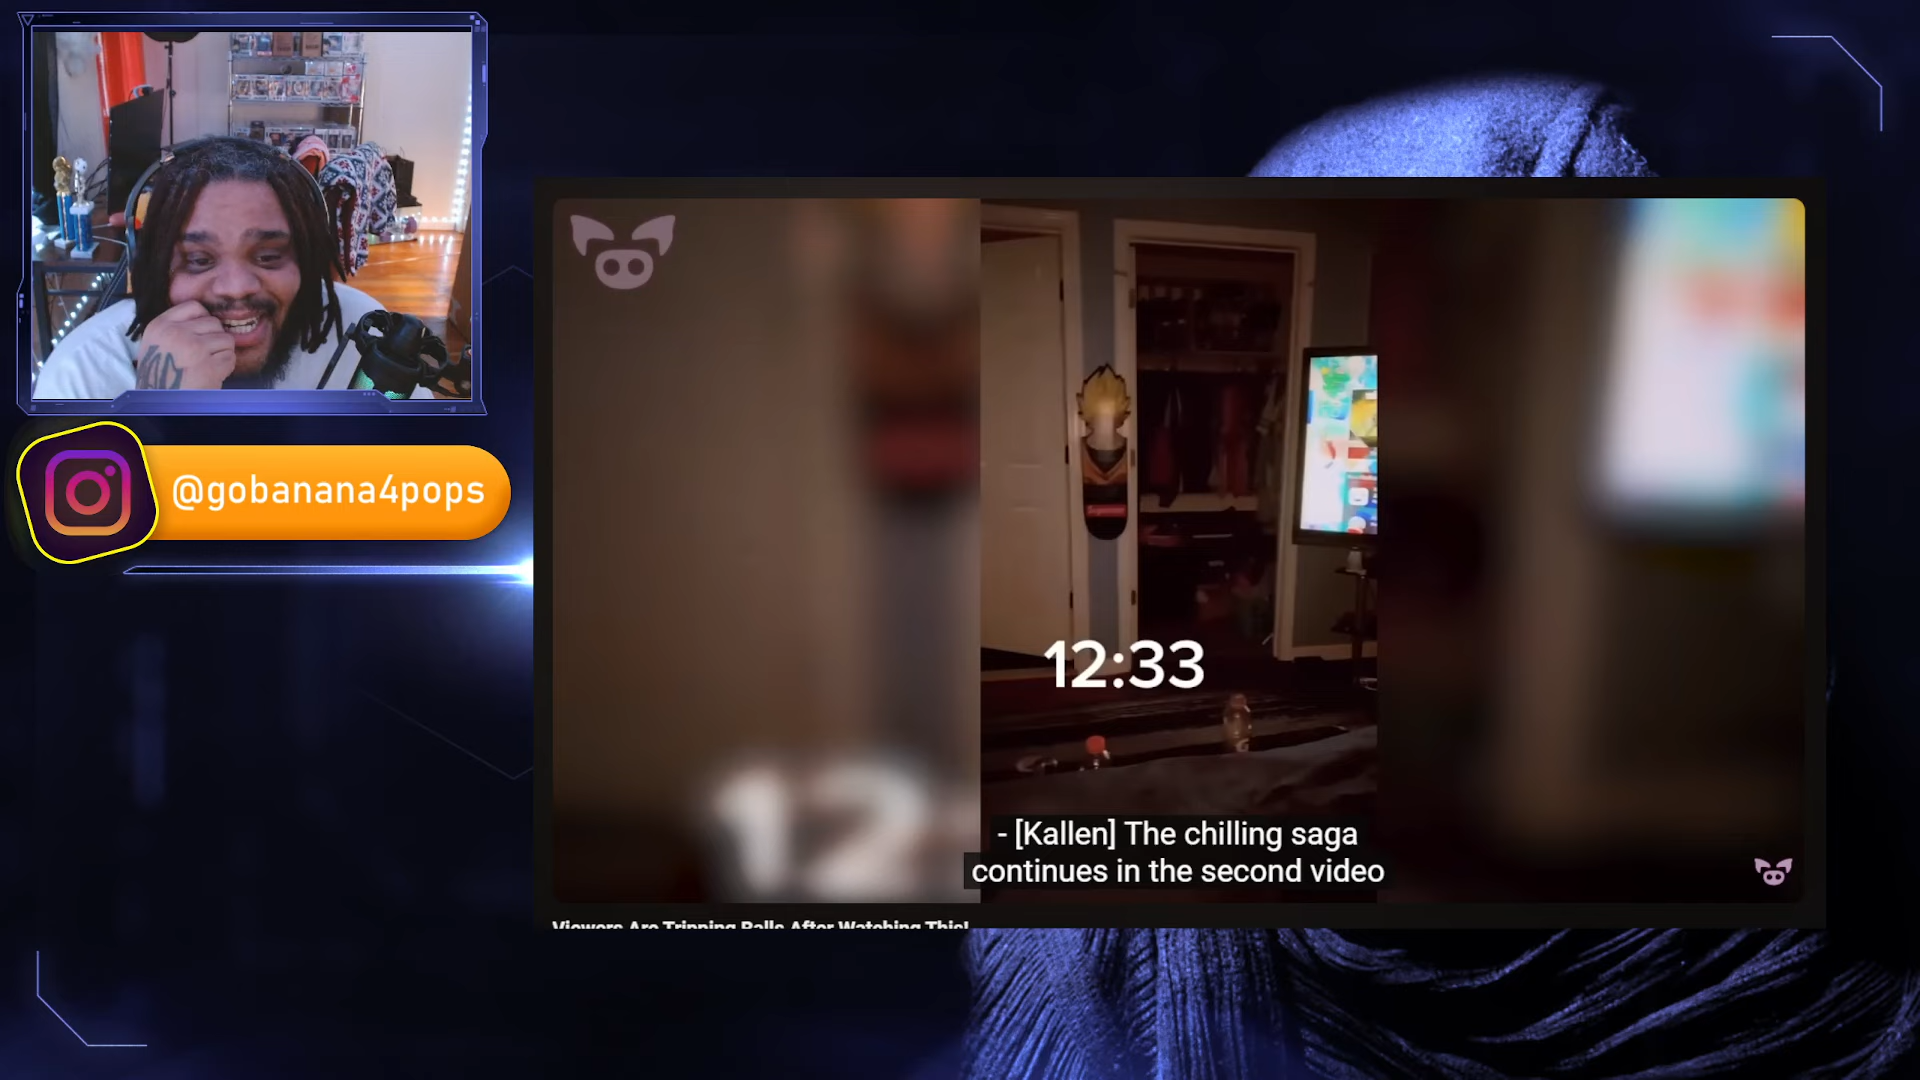 @gobanana4pops
12:33
12
- [Kallen] The chilling saga
continues in the second video
Viewers Are Tripping Balls After Watching This!